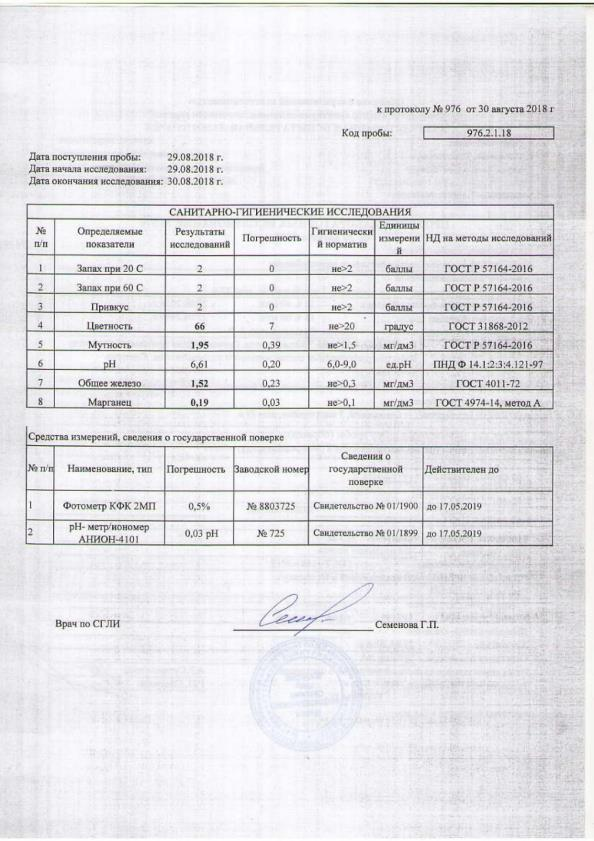 к протоколу № 976 от 30 августа 2018 г
Код пробы: 976.2.1.18
Дата поступления пробы: 29.08.2018 г.
Дата начала исследования: 29.08.2018 г.
Дата окончания исследования: 30.08.2018 г.
САНИТАРНО-ГИГИЕНИЧЕСКИЕ ИССЛЕДОВАНИЯ
№ п/п Определяемые показатели Результаты исследований Погрешность Гигиенический норматив Единицы измерений НД на методы исследований
1 Запах при 20 С 2 0 не>2 баллы ГОСТ Р 57164-2016
2 Запах при 60 С 2 0 не>2 баллы ГОСТ Р 57164-2016
3 Привкус 2 0 не>2 баллы ГОСТ Р 57164-2016
4 Цветность 66 7 не>20 градус ГОСТ 31868-2012
5 Мутность 1,95 0,39 не>1,5 мг/дм3 ГОСТ Р 57164-2016
6 рН 6,61 0,20 6,0-9,0 ед.рН ПНД Ф 14.1:2:3:4.121-97
7 Общее железо 1,52 0,23 не>0,3 мг/дм3 ГОСТ 4011-72
8 Марганец 0,19 0,03 не>0,1 мг/дм3 ГОСТ 4974-14, метод А
Средства измерений, сведения о государственной поверке
№ п/п Наименование, тип Погрешность Заводской номер Сведения о государственной поверке Действителен до
1 Фотометр КФК 2МП 0,5% № 8803725 Свидетельство № 01/1900 до 17.05.2019
2 рН- метр/иономер АНИОН-4101 0,03 рН № 725 Свидетельство № 01/1899 до 17.05.2019
Врач по СГЛИ Семенова Г.П.